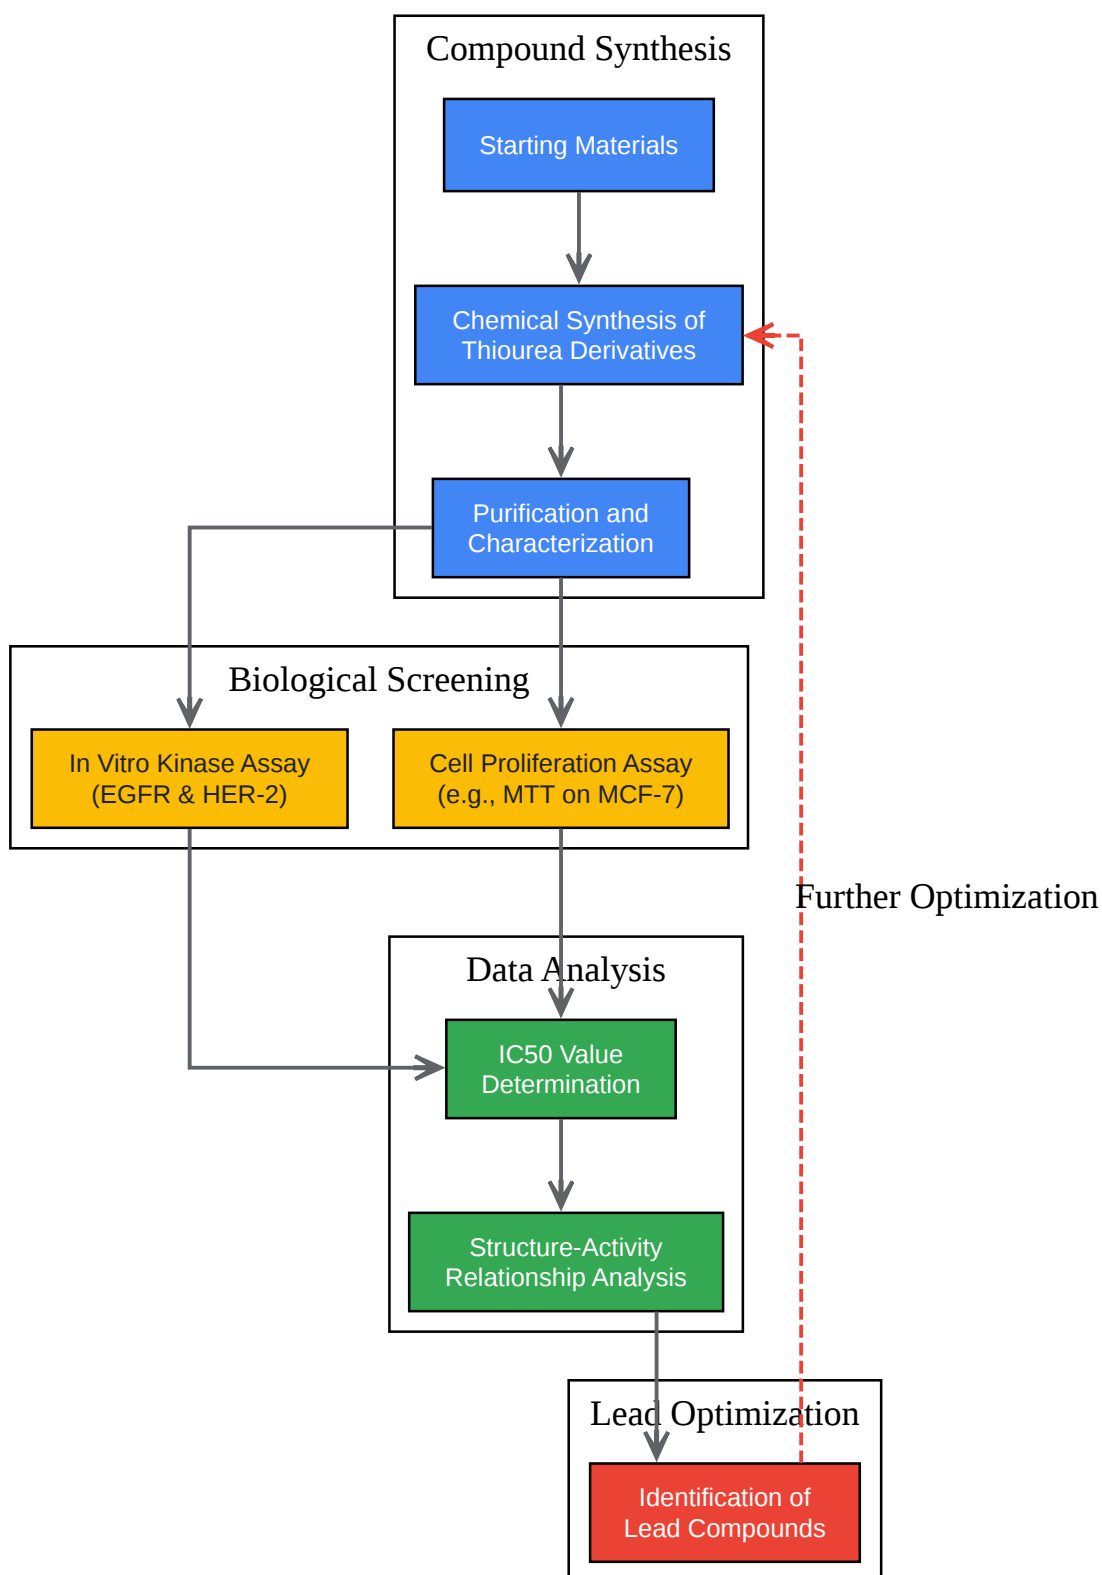 Compound Synthesis
Starting Materials
Chemical Synthesis of
Thiourea Derivatives
Purification and
Characterization
Biological Screening
In Vitro Kinase Assay
(EGFR & HER-2)
Cell Proliferation Assay
(e.g., MTT on MCF-7)
Further Optimization
Data Analysis
IC50 Value
Determination
Structure-Activity
Relationship Analysis
Lead Optimization
Identification of
Lead Compounds